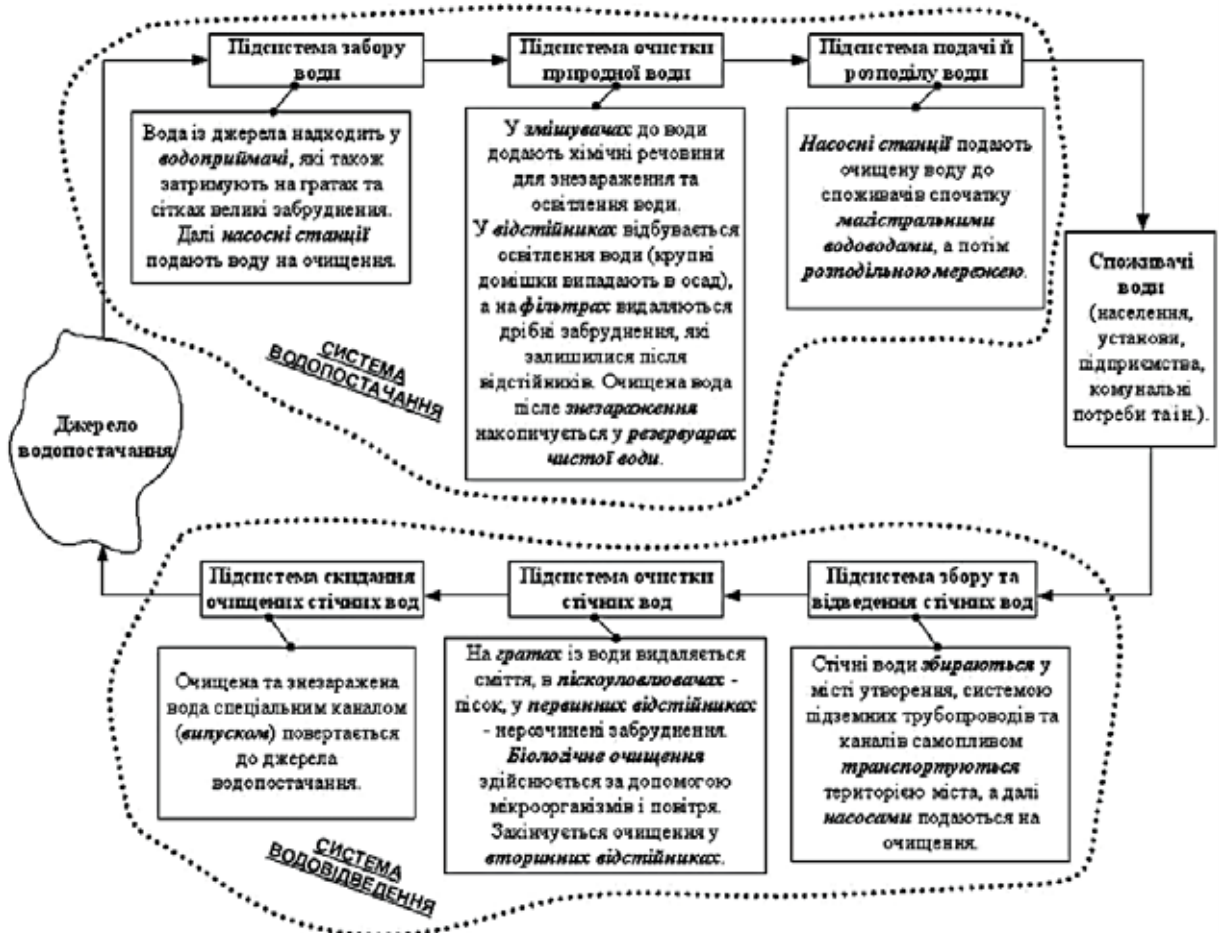 Підсистема забору
води
Підсистема очистки
природної води
Підсистема подачі й
розподілу води
Вода із джерела надходить у
водоприймачі, які також
затримують на гратах та
сітках великі забруднення.
Далі насосні станції
подають воду на очищення.
У змішувачах до води
додають хімічні речовини
для знезараження та
освітлення води.
У відстійниках відбувається
освітлення води (крупні
домішки випадають в осад),
а на фільтрах видаляються
дрібні забруднення, які
залишилися після
відстійників. Очищена вода
після знезараження
накопичується у резервуарах
чистої води.
Насосні станції подають
очищену воду до
споживачів спочатку
магістральними
водоводами, а потім
розподільною мережею.
Споживачі
води
(населення,
установи,
підприємства,
комунальні
потреби та ін.).
СИСТЕМА
ВОДОПОСТАЧАННЯ
Джерело
водопостачання
Підсистема скидання
очищених стічних вод
Підсистема очистки
стічних вод
Підсистема збору та
відведення стічних вод
Очищена та знезаражена
вода спеціальним каналом
(випуском) повертається
до джерела
водопостачання.
На гратах із води видаляється
сміття, в піскоуловлювачах -
пісок, у первинних відстійниках
- нерозчинені забруднення.
Біологічне очищення
здійснюється за допомогою
мікроорганізмів і повітря.
Закінчується очищення у
вторинних відстійниках.
Стічні води збираються у
місті утворення, системою
підземних трубопроводів та
каналів самопливом
транспортуються
територією міста, а далі
насосами подаються на
очищення.
СИСТЕМА
ВОДОВІДВЕДЕННЯ